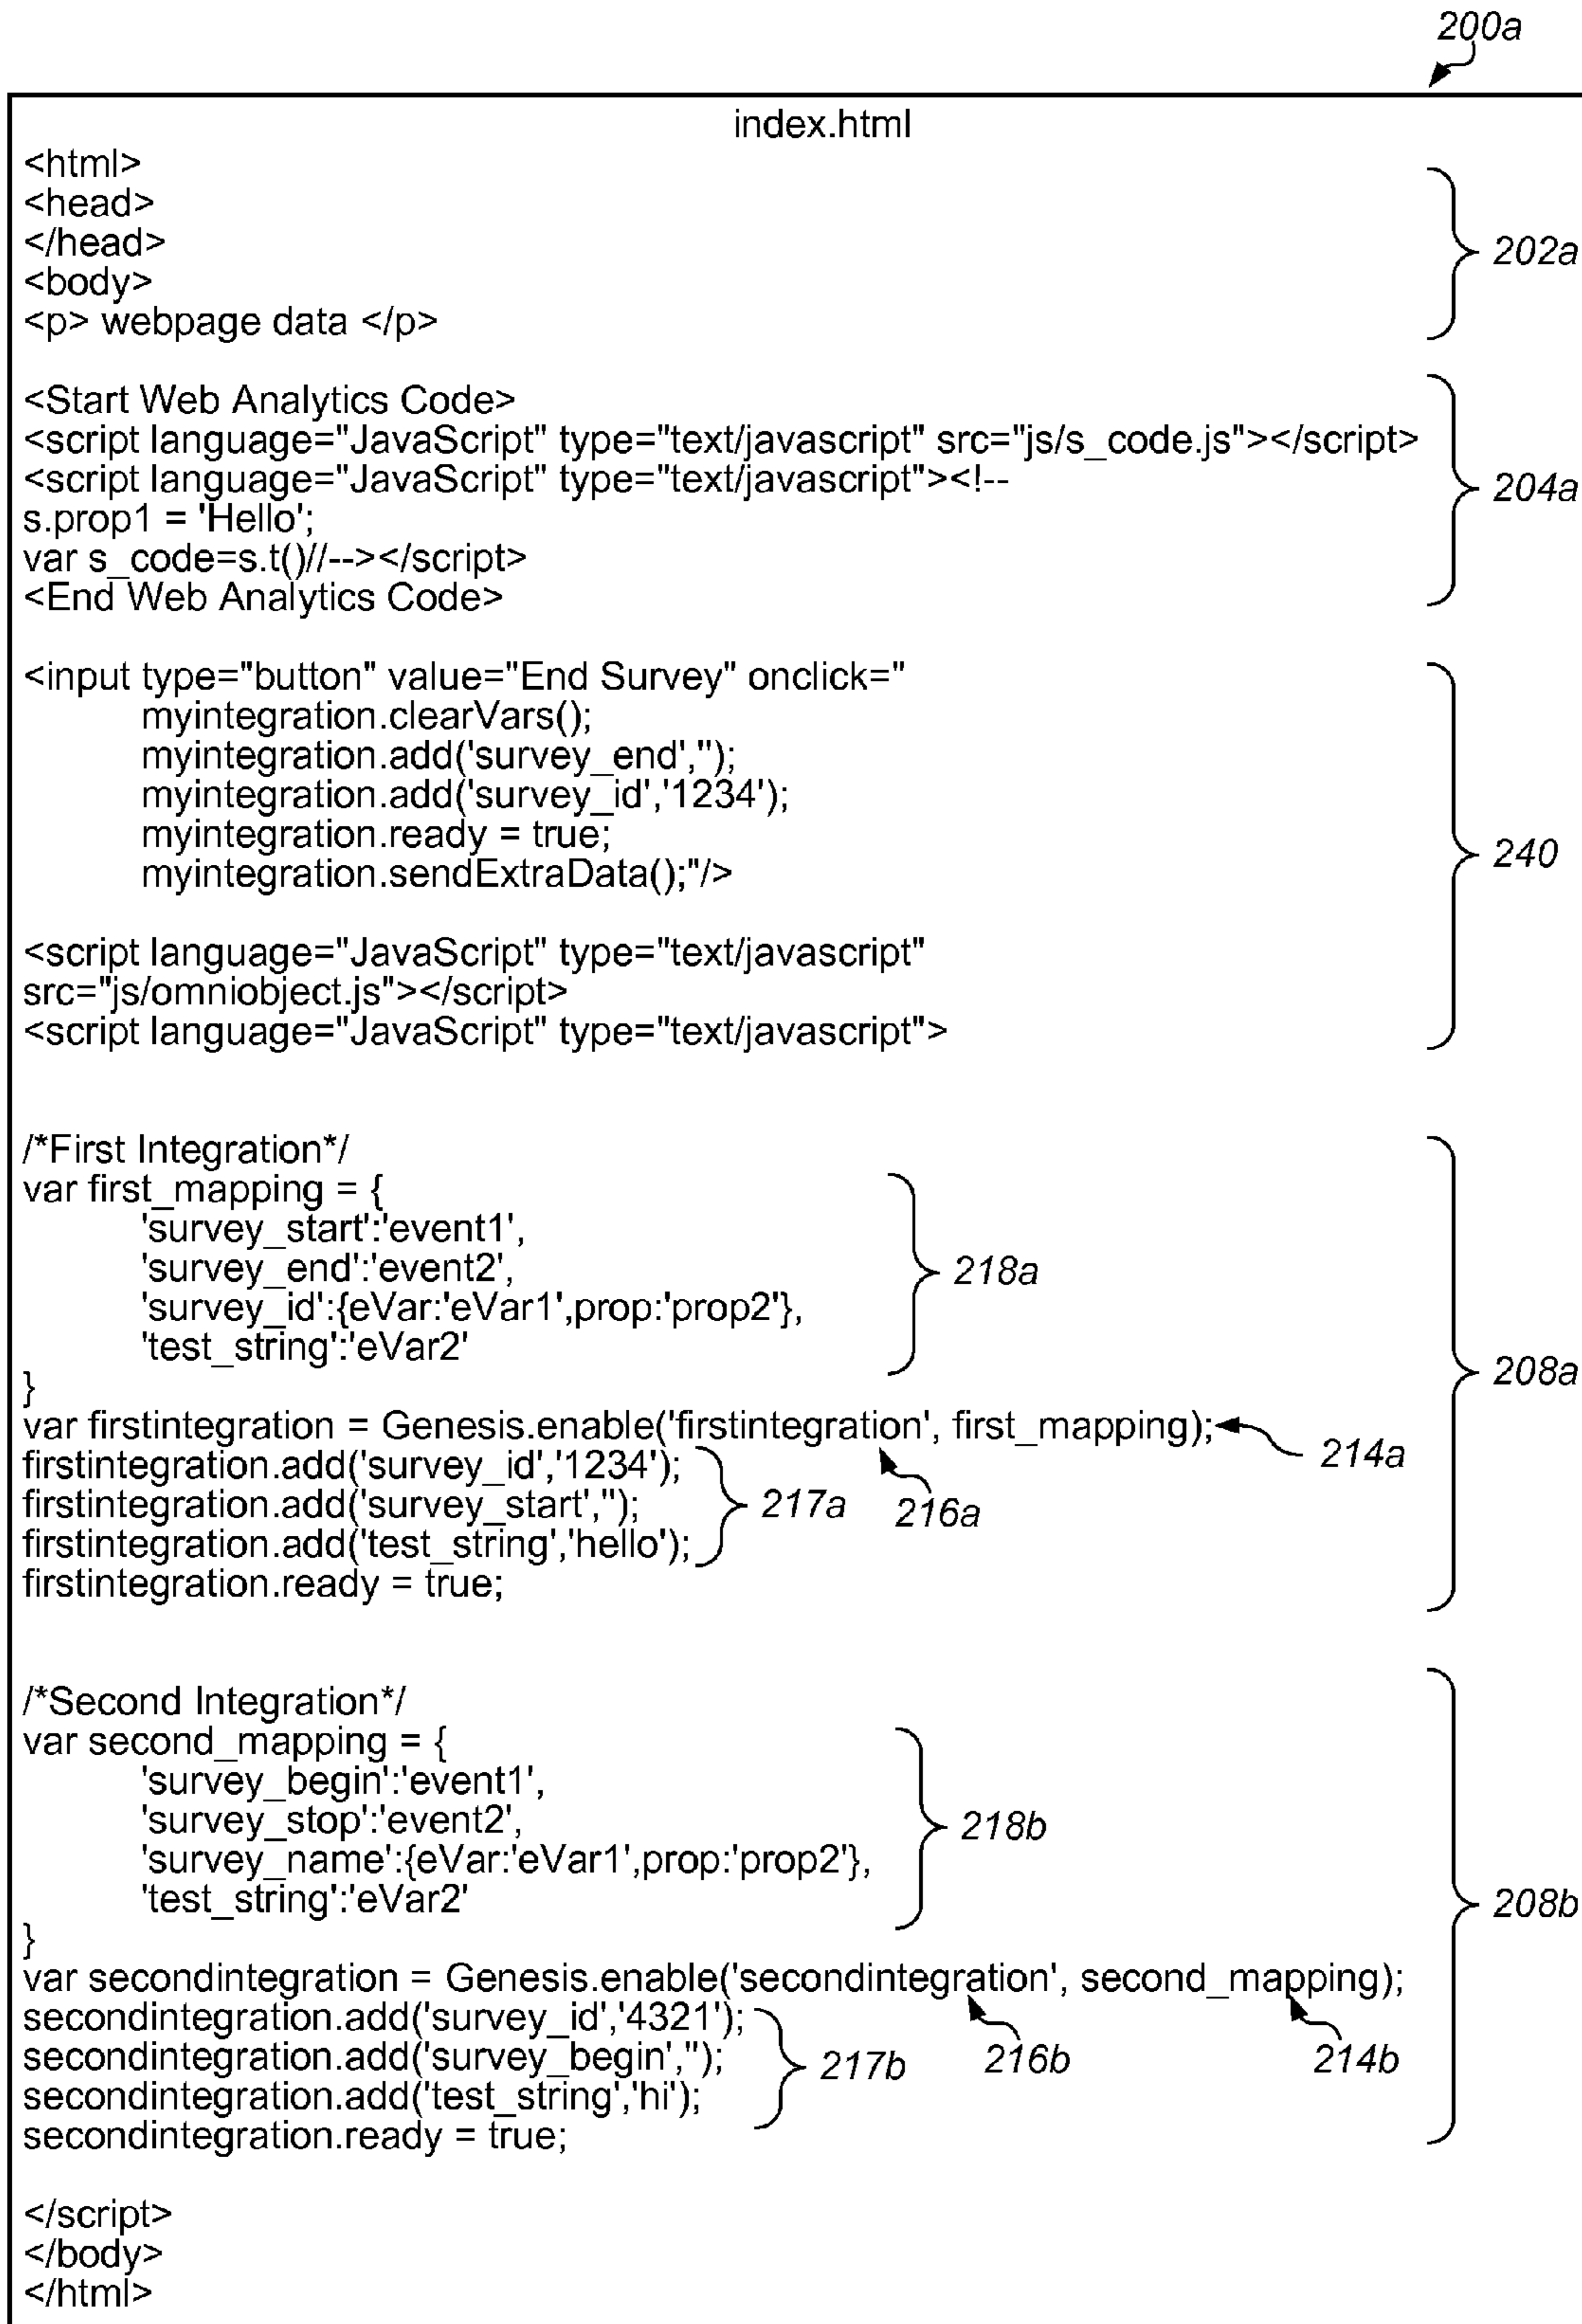 200a
index.html
<html>
<head>
</head>
<body>
<p> webpage data </p>
202a
<Start Web Analytics Code>
<script language="JavaScript" type="text/javascript" src="js/s_code.js"></script>
<script language="JavaScript" type="text/javascript"><!--
s.prop1 = 'Hello';
var s_code=s.t()//--></script>
<End Web Analytics Code>
204a
<input type="button" value="End Survey" onclick="
myintegration.clearVars();
myintegration.add('survey_end','');
myintegration.add('survey_id','1234');
myintegration.ready = true;
myintegration.sendExtraData();"/>
240
<script language="JavaScript" type="text/javascript"
src="js/omniobject.js"></script>
<script language="JavaScript" type="text/javascript">
/*First Integration*/
var first_mapping = {
'survey_start':'event1',
'survey_end':'event2',
'survey_id':{eVar:'eVar1',prop:'prop2'},
'test_string':'eVar2'
}
218a
208a
var firstintegration = Genesis.enable('firstintegration', first_mapping);
214a
firstintegration.add('survey_id','1234');
firstintegration.add('survey_start','');
firstintegration.add('test_string','hello');
217a
216a
firstintegration.ready = true;
/*Second Integration*/
var second_mapping = {
'survey_begin':'event1',
'survey_stop':'event2',
'survey_name':{eVar:'eVar1',prop:'prop2'},
'test_string':'eVar2'
}
218b
208b
var secondintegration = Genesis.enable('secondintegration', second_mapping);
secondintegration.add('survey_id','4321');
secondintegration.add('survey_begin','');
secondintegration.add('test_string','hi');
217b
216b
214b
secondintegration.ready = true;
</script>
</body>
</html>